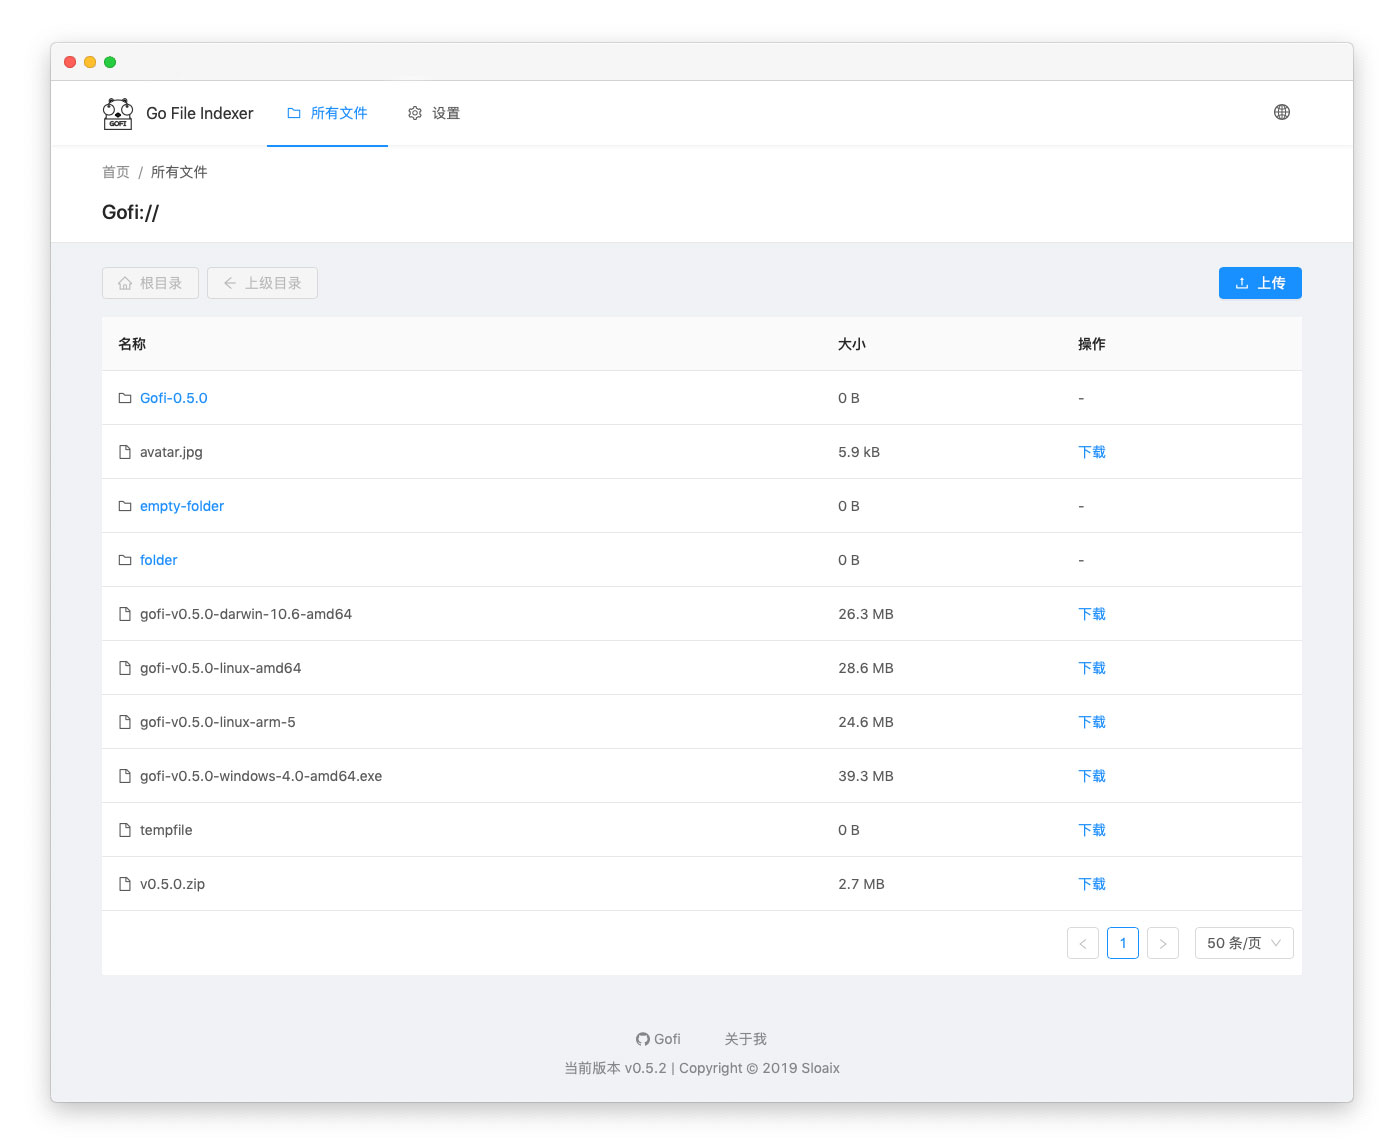 GOFI Go File Indexer 所有文件 设置
首页 / 所有文件
Gofi://
根目录 上级目录 上传
名称 大小 操作
Gofi-0.5.0 0 B -
avatar.jpg 5.9 kB 下载
empty-folder 0 B -
folder 0 B -
gofi-v0.5.0-darwin-10.6-amd64 26.3 MB 下载
gofi-v0.5.0-linux-amd64 28.6 MB 下载
gofi-v0.5.0-linux-arm-5 24.6 MB 下载
gofi-v0.5.0-windows-4.0-amd64.exe 39.3 MB 下载
tempfile 0 B 下载
v0.5.0.zip 2.7 MB 下载
< 1 > 50 条/页
Gofi 关于我
当前版本 v0.5.2 | Copyright © 2019 Sloaix